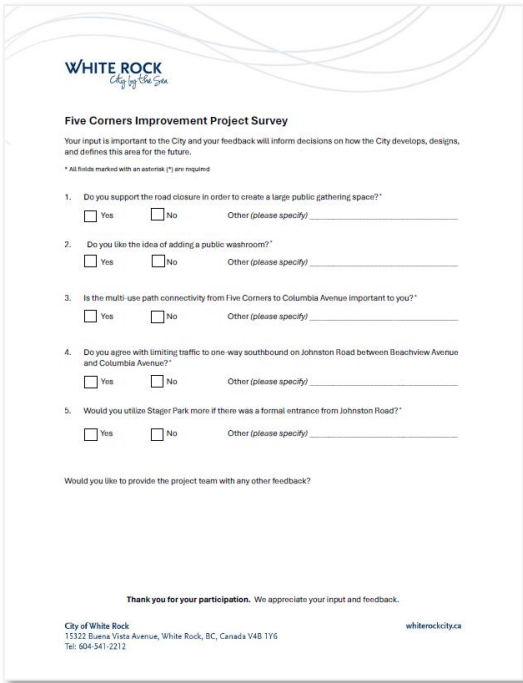 WHITE ROCK
City by the Sea
Five Corners Improvement Project Survey
Your input is important to the City and your feedback will inform decisions on how the City develops, designs,
and defines this area for the future.
* All fields marked with an asterisk (*) are required
1. Do you support the road closure in order to create a large public gathering space?*
Yes No Other (please specify)
2. Do you like the idea of adding a public washroom?*
Yes No Other (please specify)
3. Is the multi-use path connectivity from Five Corners to Columbia Avenue important to you?*
Yes No Other (please specify)
4. Do you agree with limiting traffic to one-way southbound on Johnston Road between Beachview Avenue
and Columbia Avenue?*
Yes No Other (please specify)
5. Would you utilize Stager Park more if there was a formal entrance from Johnston Road?*
Yes No Other (please specify)
Would you like to provide the project team with any other feedback?
Thank you for your participation. We appreciate your input and feedback.
City of White Rock whiterockcity.ca
15322 Buena Vista Avenue, White Rock, BC, Canada V4B 1Y6
Tel: 604-541-2212